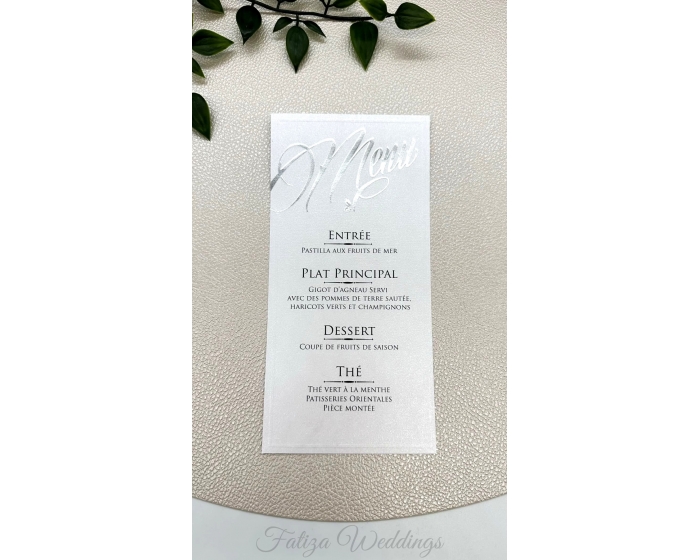 Menu
Entrée
Pastilla aux fruits de mer
Plat Principal
Gigot d'agneau Servi
avec des pommes de terre sautée,
haricots verts et champignons
Dessert
Coupe de fruits de saison
Thé
Thé vert à la menthe
Patisseries Orientales
Pièce montée
Faliza Weddings